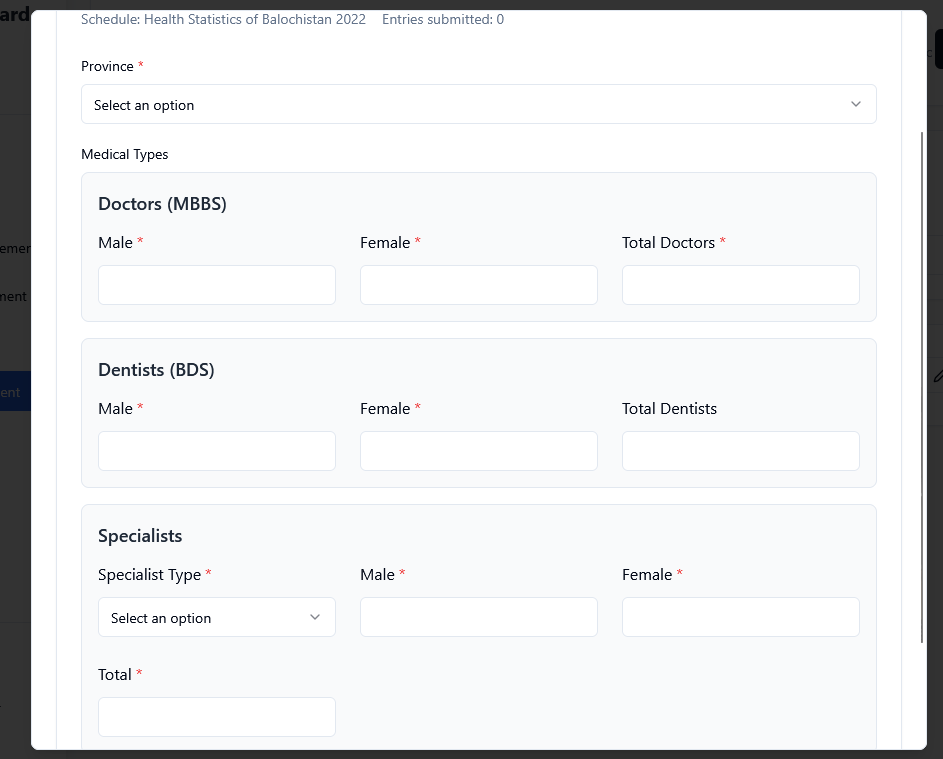 ard
Schedule: Health Statistics of Balochistan 2022 Entries submitted: 0
Province *
Select an option
Medical Types
Doctors (MBBS)
Male * Female * Total Doctors *
Dentists (BDS)
Male * Female * Total Dentists
Specialists
Specialist Type * Male * Female *
Select an option
Total *
ement
ent